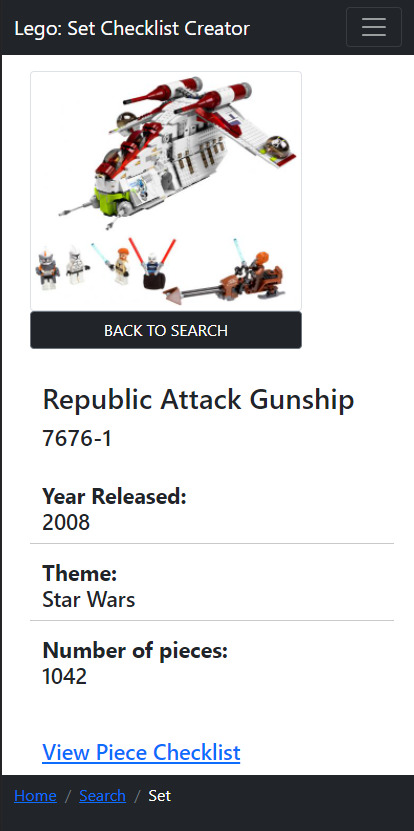 Lego: Set Checklist Creator
BACK TO SEARCH
Republic Attack Gunship
7676-1
Year Released:
2008
Theme:
Star Wars
Number of pieces:
1042
View Piece Checklist
Home / Search / Set